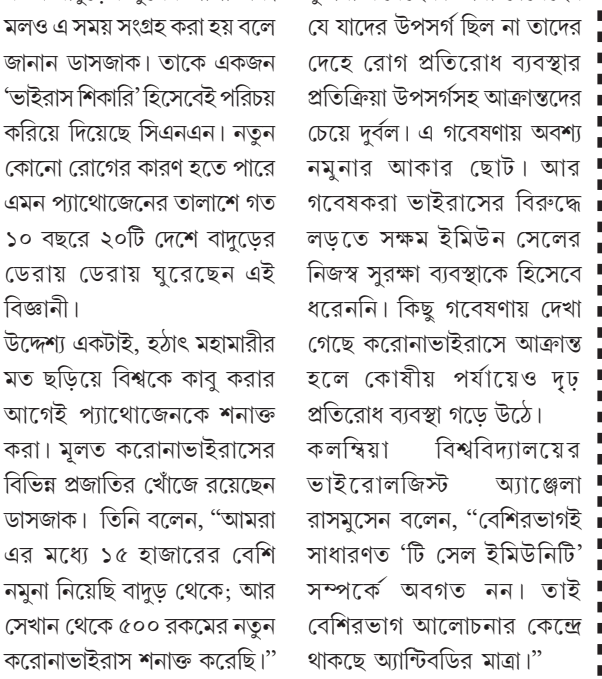 মলও এ সময় সংগ্রহ করা হয় বলে
জানান ডাসজাক। তাকে একজন
‘ভাইরাস শিকারি’ হিসেবেই পরিচয়
করিয়ে দিয়েছে সিএনএন। নতুন
কোনো রোগের কারণ হতে পারে
এমন প্যাথোজেনের তালাশে গত
১০ বছরে ২০টি দেশে বাদুড়ের
ডেরায় ডেরায় ঘুরেছেন এই
বিজ্ঞানী।
উদ্দেশ্য একটাই, হঠাৎ মহামারীর
মত ছড়িয়ে বিশ্বকে কাবু করার
আগেই প্যাথোজেনকে শনাক্ত
করা। মূলত করোনাভাইরাসের
বিভিন্ন প্রজাতির খোঁজে রয়েছেন
ডাসজাক। তিনি বলেন, “আমরা
এর মধ্যে ১৫ হাজারের বেশি
নমুনা নিয়েছি বাদুড় থেকে; আর
সেখান থেকে ৫০০ রকমের নতুন
করোনাভাইরাস শনাক্ত করেছি।”
যে যাদের উপসর্গ ছিল না তাদের
দেহে রোগ প্রতিরোধ ব্যবস্থার
প্রতিক্রিয়া উপসর্গসহ আক্রান্তদের
চেয়ে দুর্বল। এ গবেষণায় অবশ্য
নমুনার আকার ছোট। আর
গবেষকরা ভাইরাসের বিরুদ্ধে
লড়তে সক্ষম ইমিউন সেলের
নিজস্ব সুরক্ষা ব্যবস্থাকে হিসেবে
ধরেননি। কিছু গবেষণায় দেখা
গেছে করোনাভাইরাসে আক্রান্ত
হলে কোষীয় পর্যায়েও দৃঢ়
প্রতিরোধ ব্যবস্থা গড়ে উঠে।
কলম্বিয়া বিশ্ববিদ্যালয়ের
ভাইরোলজিস্ট অ্যাঞ্জেলা
রাসমুসেন বলেন, “বেশিরভাগই
সাধারণত ‘টি সেল ইমিউনিটি’
সম্পর্কে অবগত নন। তাই
বেশিরভাগ আলোচনার কেন্দ্রে
থাকছে অ্যান্টিবডির মাত্রা।”